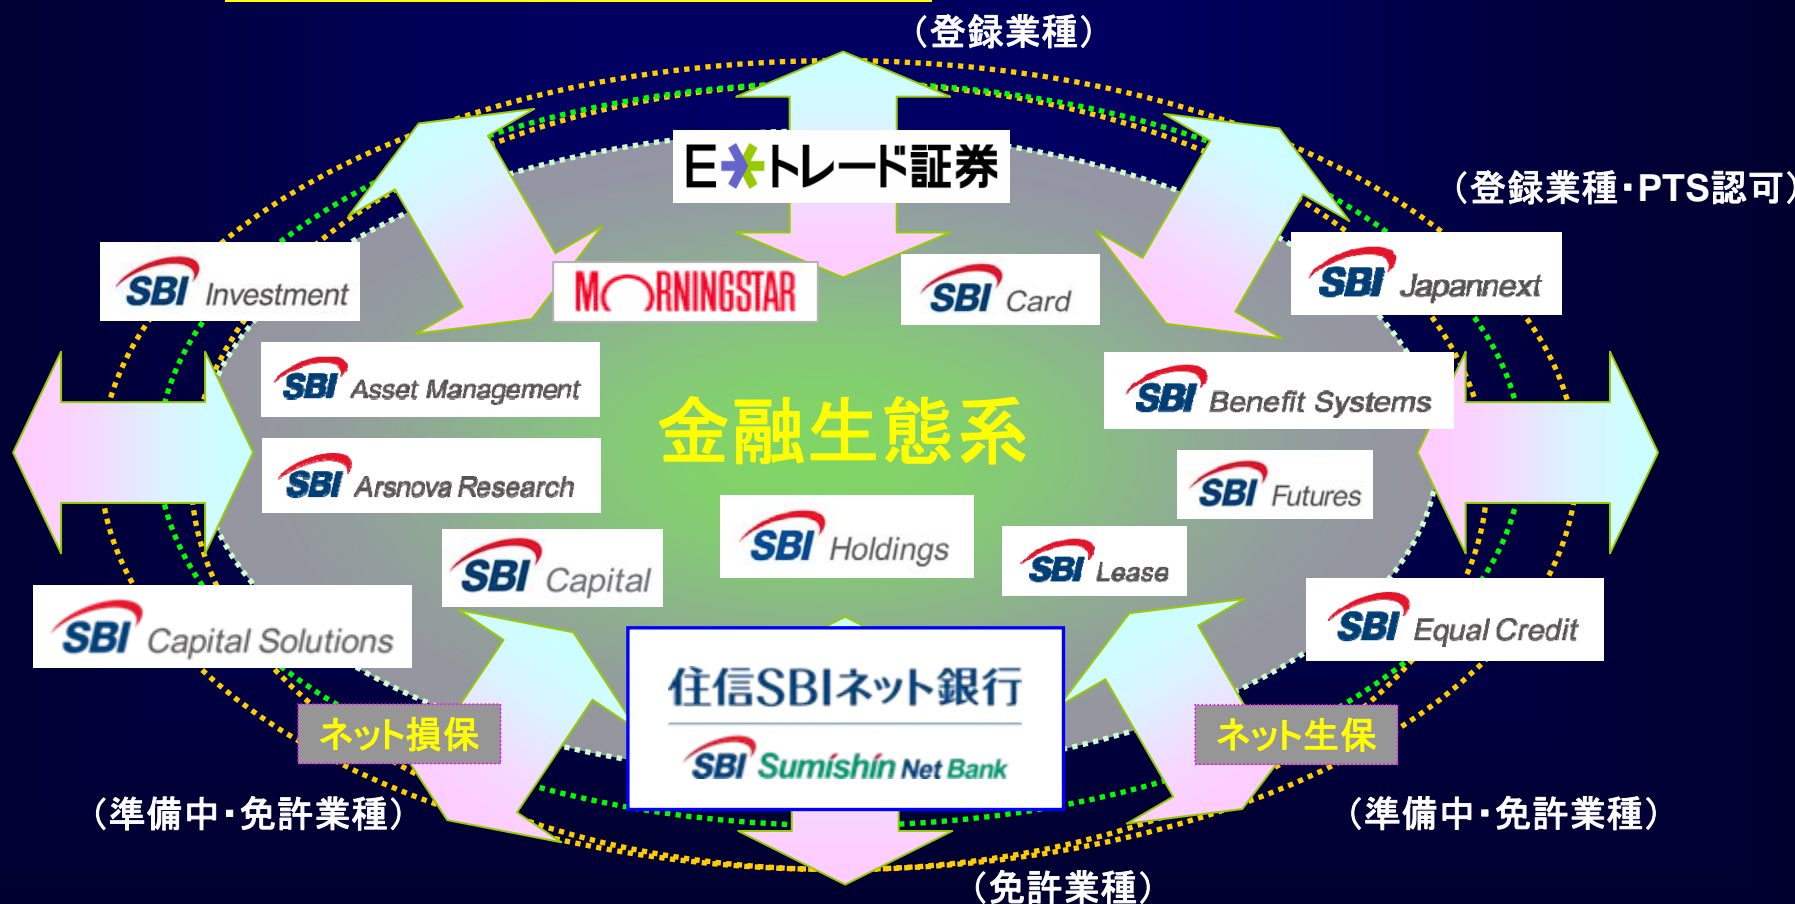 （登録業種）
E*トレード証券
（登録業種・PTS認可）
SBI Investment
MORNINGSTAR
SBI Card
SBI Japannext
SBI Asset Management
SBI Benefit Systems
金融生態系
SBI Arsnova Research
SBI Futures
SBI Holdings
SBI Capital
SBI Lease
SBI Capital Solutions
SBI Equal Credit
住信SBIネット銀行
SBI Sumishin Net Bank
ネット損保
ネット生保
（準備中・免許業種）
（準備中・免許業種）
（免許業種）